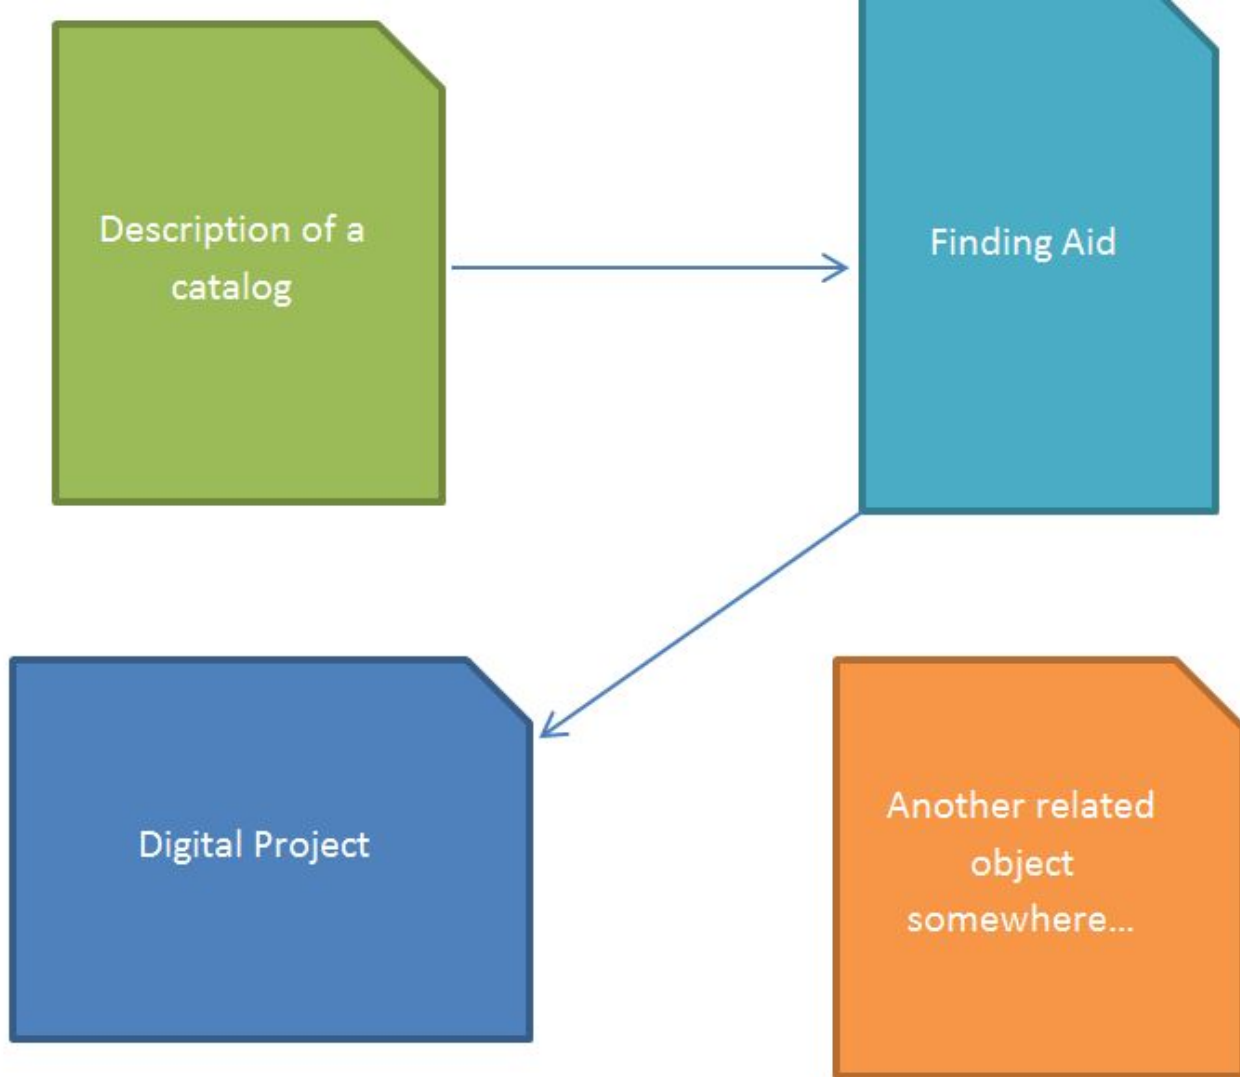 Description of a
catalog
Finding Aid
Digital Project
Another related
object
somewhere...